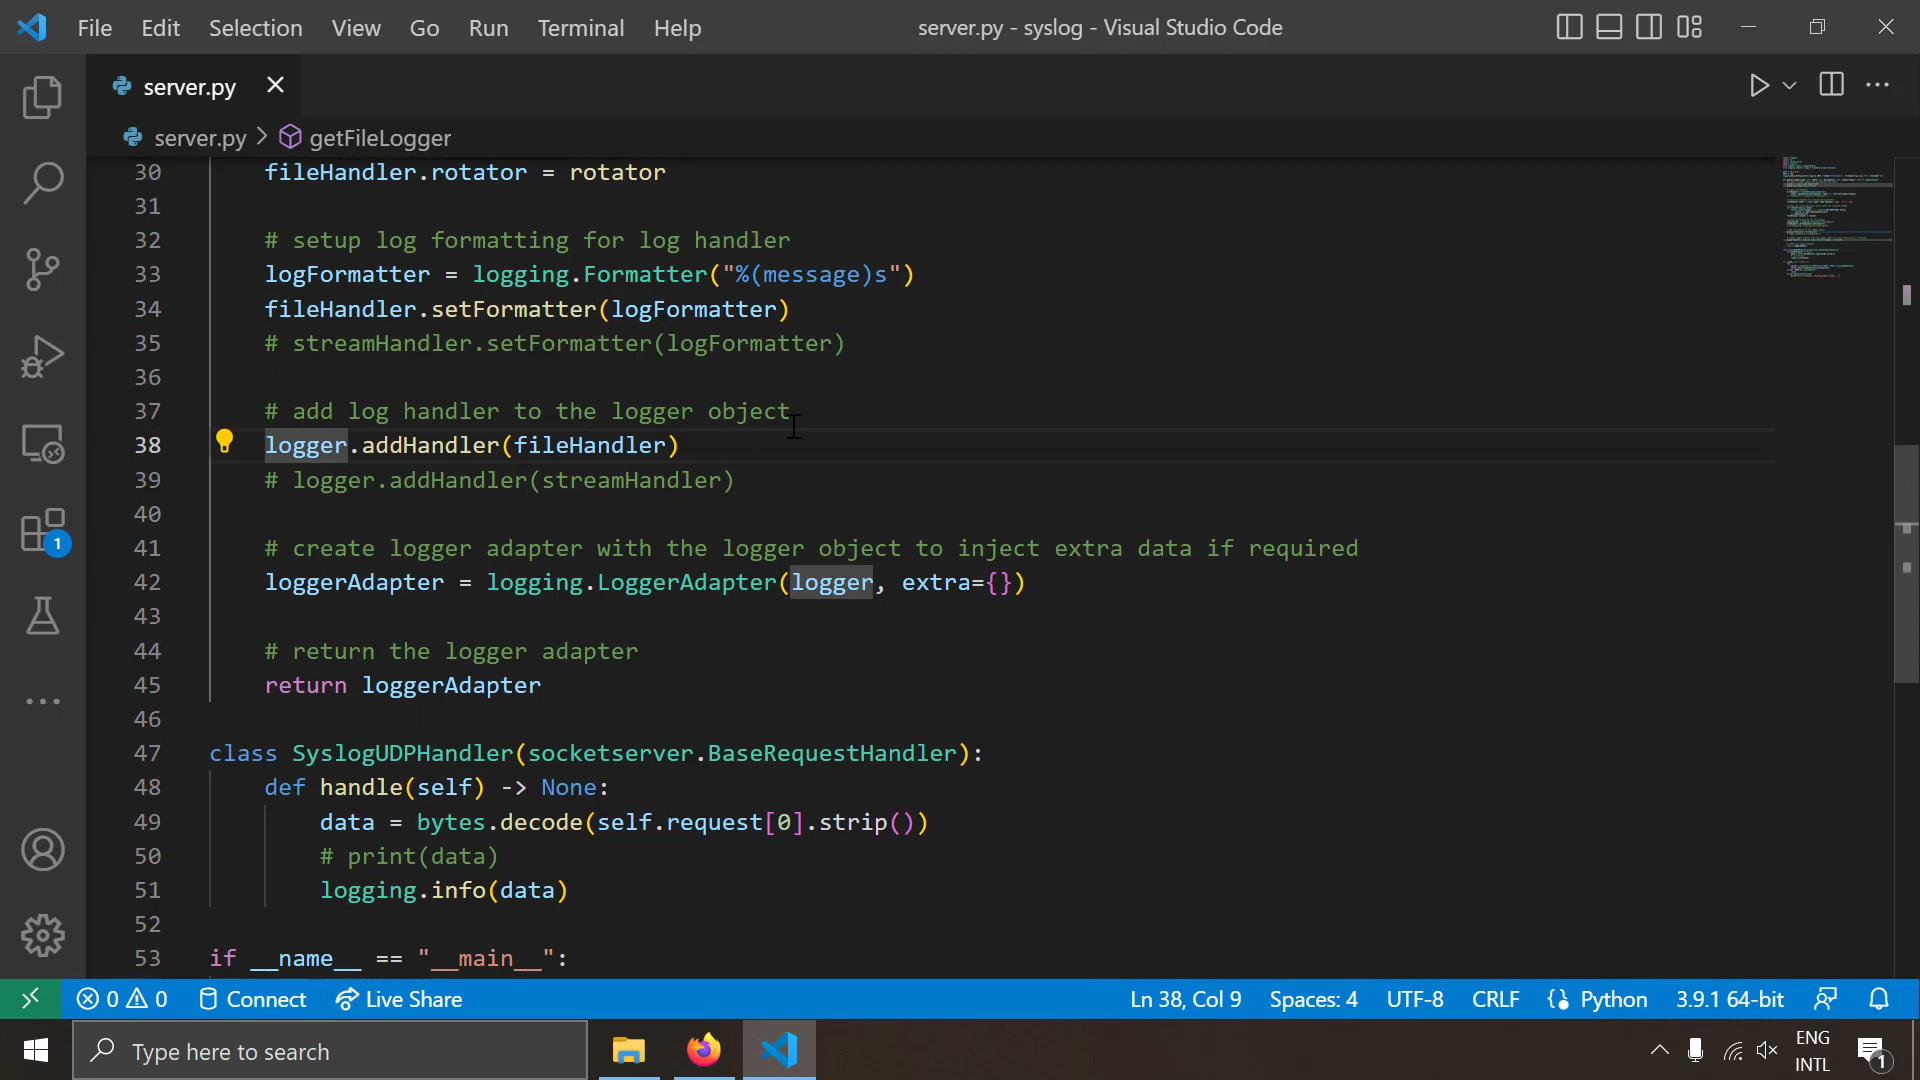 File Edit Selection View Go Run Terminal Help server.py - syslog - Visual Studio Code
server.py
server.py > getFileLogger
30 fileHandler.rotator = rotator
31
32 # setup log formatting for log handler
33 logFormatter = logging.Formatter("%(message)s")
34 fileHandler.setFormatter(logFormatter)
35 # streamHandler.setFormatter(logFormatter)
36
37 # add log handler to the logger object
38 logger.addHandler(fileHandler)
39 # logger.addHandler(streamHandler)
40
41 # create logger adapter with the logger object to inject extra data if required
42 loggerAdapter = logging.LoggerAdapter(logger, extra={})
43
44 # return the logger adapter
45 return loggerAdapter
46
47 class SyslogUDPHandler(socketserver.BaseRequestHandler):
48 def handle(self) -> None:
49 data = bytes.decode(self.request[0].strip())
50 # print(data)
51 logging.info(data)
52
53 if __name__ == "__main__":
1
0 0 Connect Live Share Ln 38, Col 9 Spaces: 4 UTF-8 CRLF Python 3.9.1 64-bit
Type here to search
ENG
INTL
1